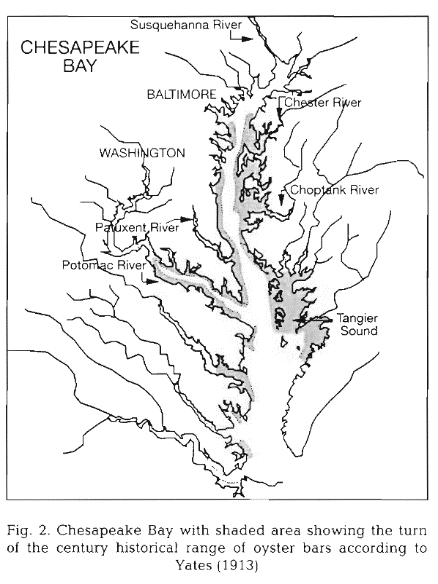 Susquehanna River
CHESAPEAKE
BAY
BALTIMORE
Chester River
WASHINGTON
Choptank River
Patuxent River
Potomac River
Tangier
Sound
Fig. 2. Chesapeake Bay with shaded area showing the turn
of the century historical range of oyster bars according to
Yates (1913)